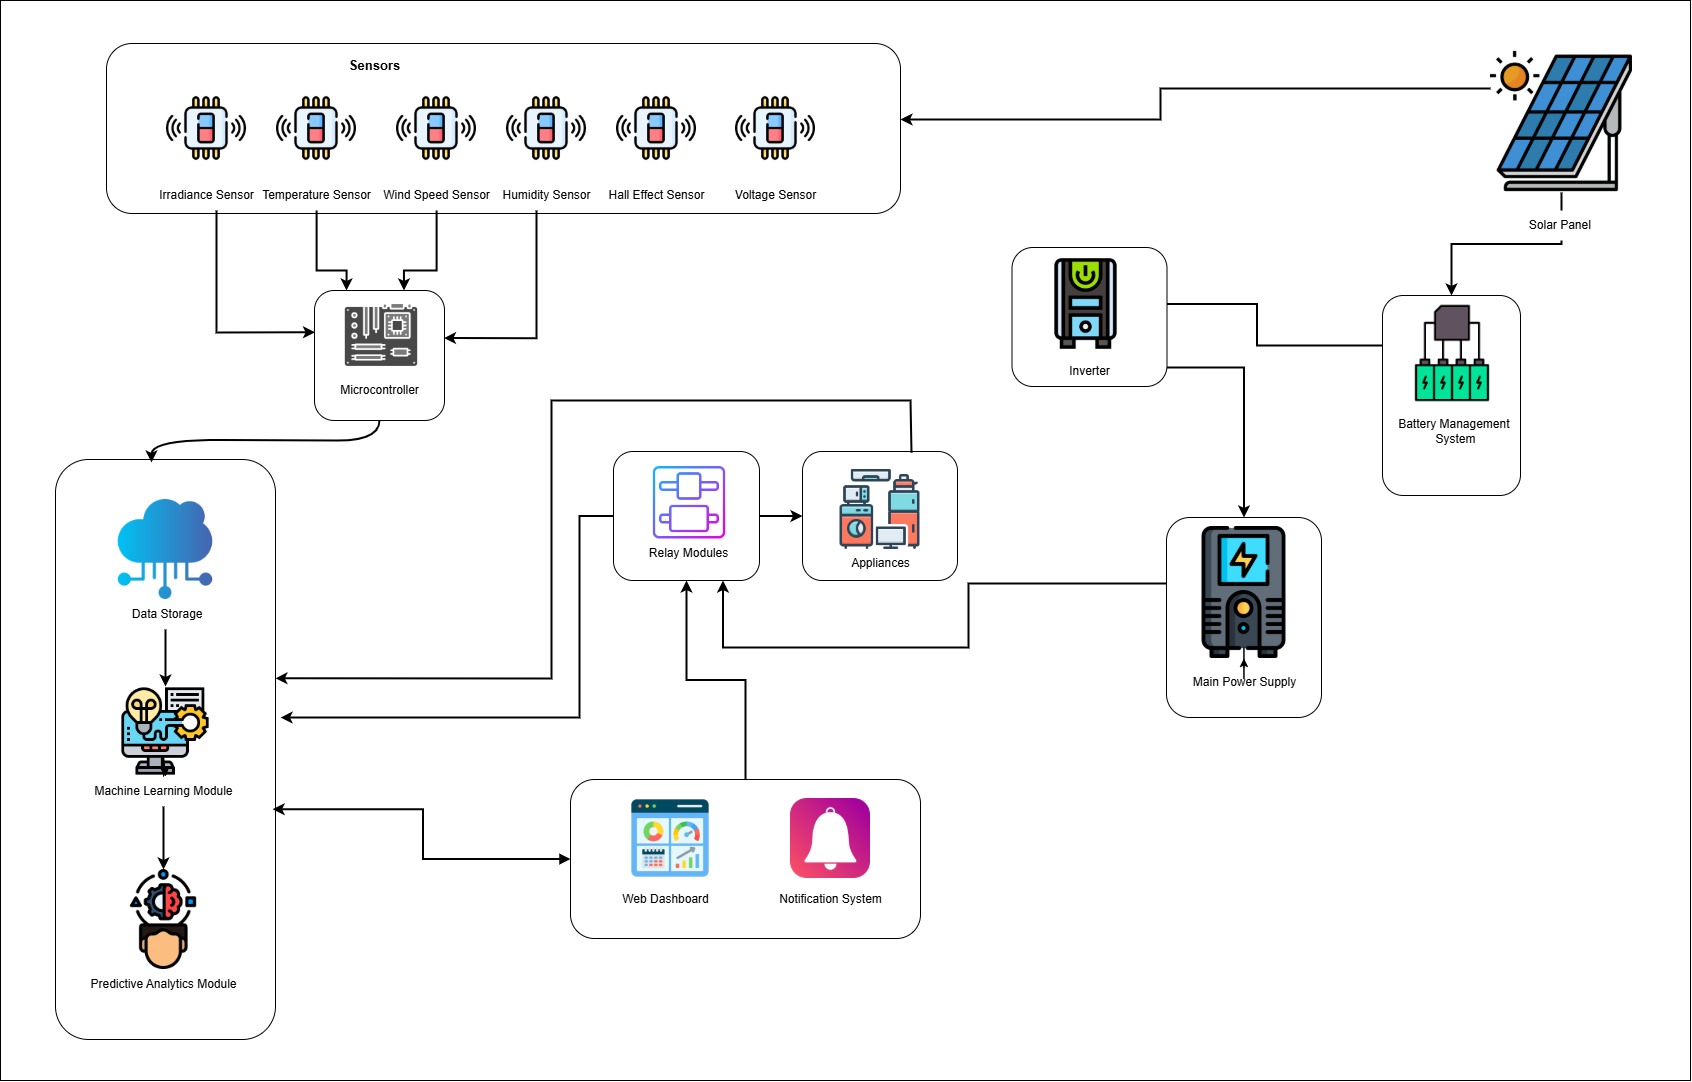 Sensors
Irradiance Sensor
Temperature Sensor
Wind Speed Sensor
Humidity Sensor
Hall Effect Sensor
Voltage Sensor
Solar Panel
Inverter
Microcontroller
Battery Management
System
Relay Modules
Appliances
Data Storage
Main Power Supply
Machine Learning Module
Web Dashboard
Notification System
Predictive Analytics Module